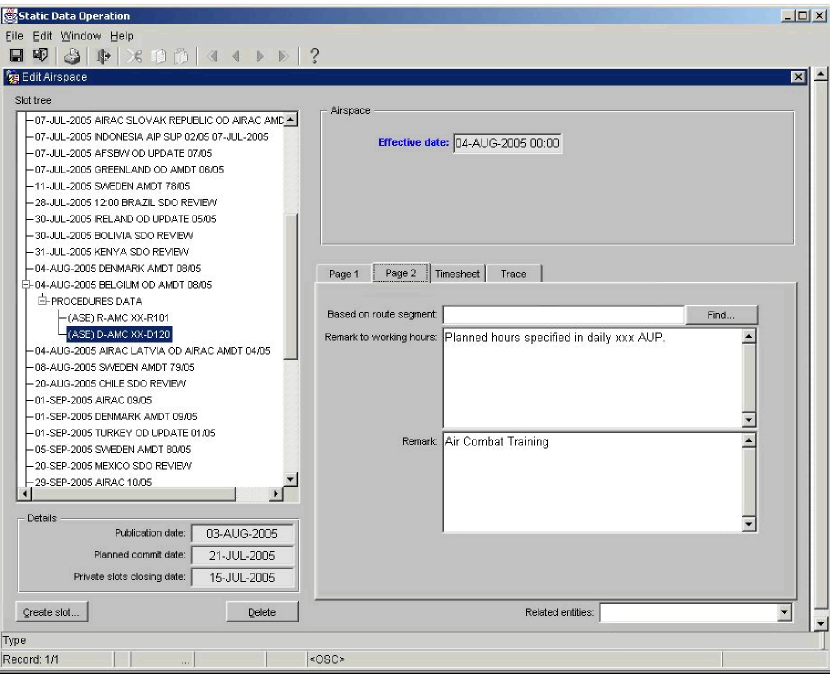 Static Data Operation
File Edit Window Help
?
Edit Airspace
Slot tree
07-JUL-2005 AIRAC SLOVAK REPUBLIC OD AIRAC AMD
07-JUL-2005 INDONESIA AIP SUP 02/05 07-JUL-2005
07-JUL-2005 AFSBW OD UPDATE 07/05
07-JUL-2005 GREENLAND OD AMDT 06/05
11-JUL-2005 SWEDEN AMDT 78/05
28-JUL-2005 12:00 BRAZIL SDO REVIEW
30-JUL-2005 IRELAND OD UPDATE 05/05
30-JUL-2005 BOLIVIA SDO REVIEW
31-JUL-2005 KENYA SDO REVIEW
04-AUG-2005 DENMARK AMDT 08/05
04-AUG-2005 BELGIUM OD AMDT 08/05
PROCEDURES DATA
(ASE) R-AMC XX-R101
(ASE) D-AMC XX-D120
04-AUG-2005 AIRAC LATVIA OD AIRAC AMDT 04/05
08-AUG-2005 SWEDEN AMDT 79/05
20-AUG-2005 CHILE SDO REVIEW
01-SEP-2005 AIRAC 09/05
01-SEP-2005 DENMARK AMDT 09/05
01-SEP-2005 TURKEY OD UPDATE 01/05
05-SEP-2005 SWEDEN AMDT 80/05
20-SEP-2005 MEXICO SDO REVIEW
29-SEP-2005 AIRAC 10/05
Details
Publication date: 03-AUG-2005
Planned commit date: 21-JUL-2005
Private slots closing date: 15-JUL-2005
Create slot... Delete
Airspace
Effective date: 04-AUG-2005 00:00
Page 1 Page 2 Timesheet Trace
Based on route segment: Find...
Remark to working hours: Planned hours specified in daily xxx AUP.
Remark: Air Combat Training
Related entities:
Type
Record: 1/1 ... <OSC>